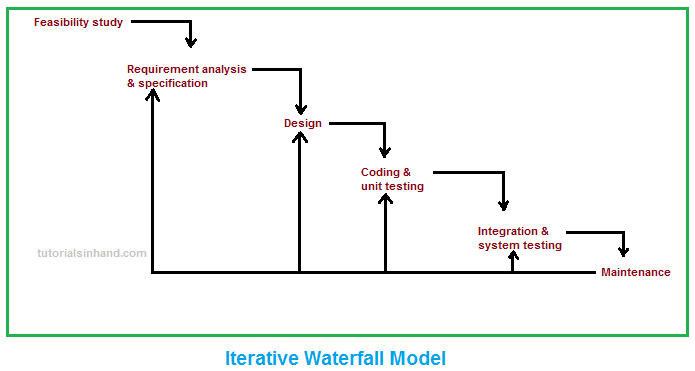 Feasibility study
Requirement analysis
& specification
Design
Coding &
unit testing
Integration &
system testing
tutorialsinhand.com
Maintenance
Iterative Waterfall Model